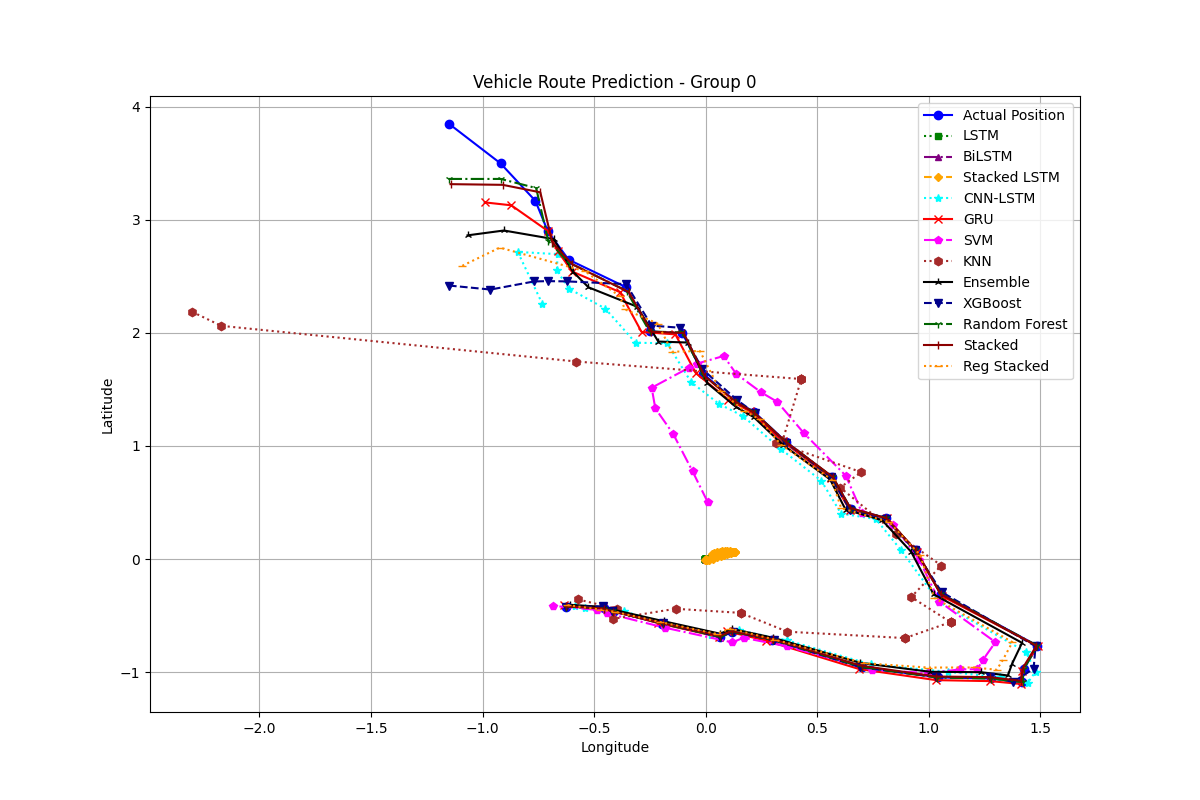 Vehicle Route Prediction - Group 0
4
3
2
1
0
−1
Latitude
−2.0
−1.5
−1.0
−0.5
0.0
0.5
1.0
1.5
Longitude
Actual Position
LSTM
BiLSTM
Stacked LSTM
CNN-LSTM
GRU
SVM
KNN
Ensemble
XGBoost
Random Forest
Stacked
Reg Stacked